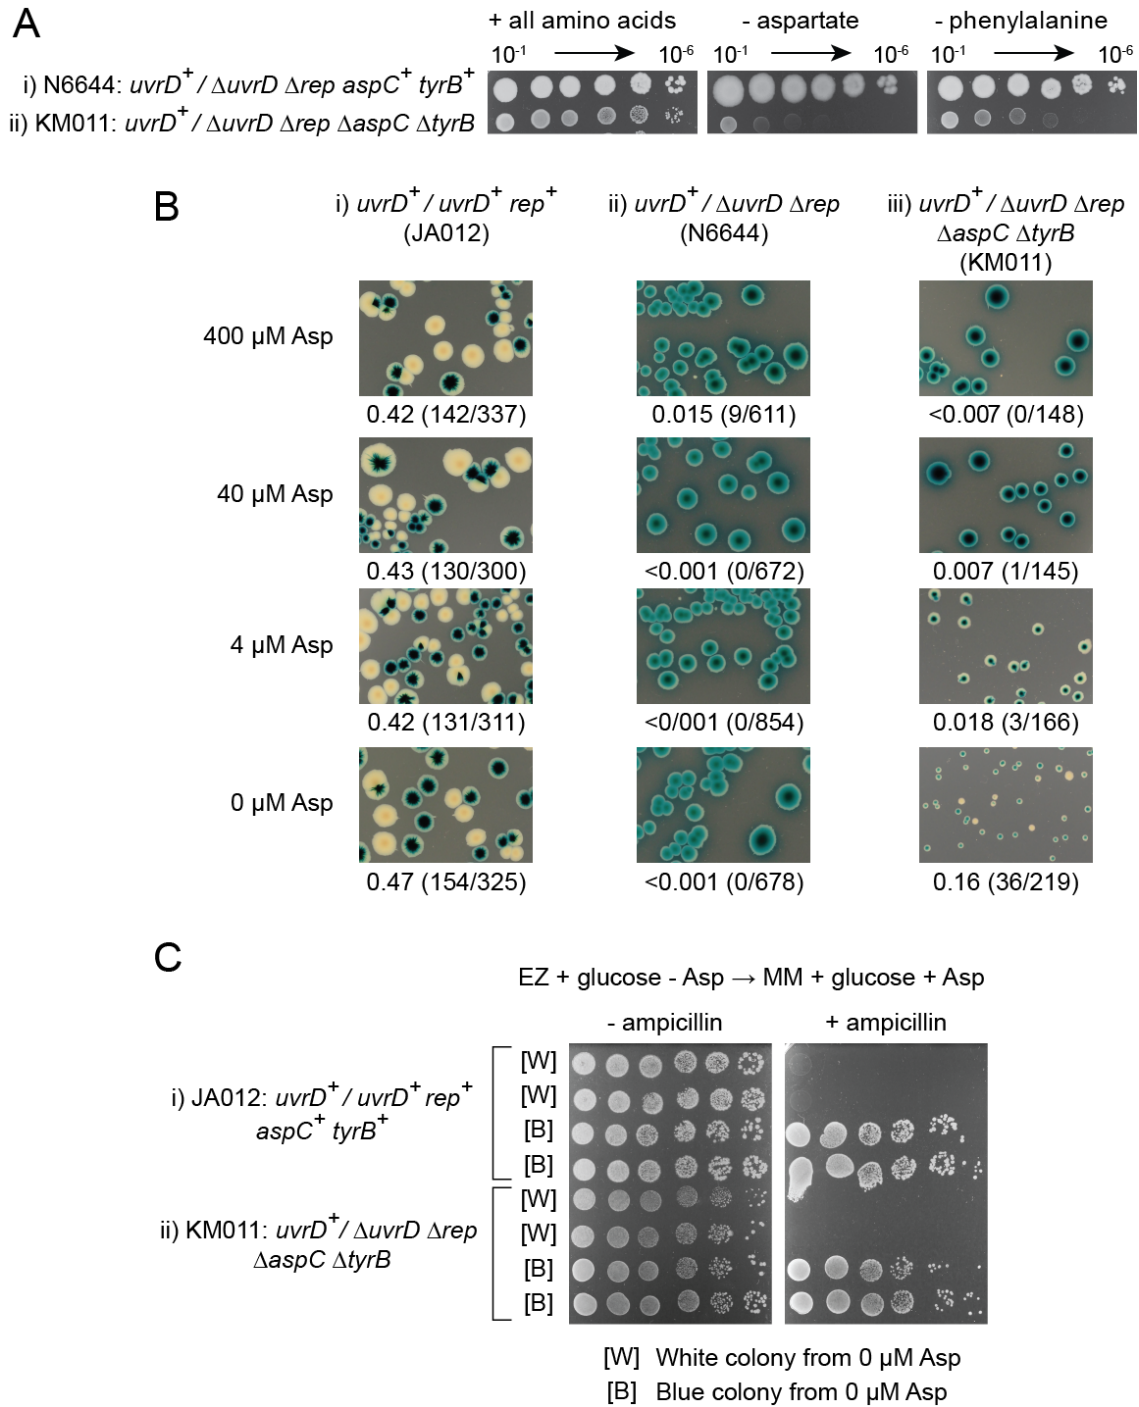 A
+ all amino acids - aspartate - phenylalanine
10-1 10-6 10-1 10-6 10-1 10-6
i) N6644: uvrD+ / ΔuvrD Δrep aspC+ tyrB+
ii) KM011: uvrD+ / ΔuvrD Δrep ΔaspC ΔtyrB
B
i) uvrD+ / uvrD+ rep+ ii) uvrD+ / ΔuvrD Δrep iii) uvrD+ / ΔuvrD Δrep
(JA012) (N6644) ΔaspC ΔtyrB
(KM011)
400 µM Asp
0.42 (142/337) 0.015 (9/611) <0.007 (0/148)
40 µM Asp
0.43 (130/300) <0.001 (0/672) 0.007 (1/145)
4 µM Asp
0.42 (131/311) <0/001 (0/854) 0.018 (3/166)
0 µM Asp
0.47 (154/325) <0.001 (0/678) 0.16 (36/219)
C
EZ + glucose - Asp → MM + glucose + Asp
- ampicillin + ampicillin
[W]
i) JA012: uvrD+ / uvrD+ rep+ [W]
aspC+ tyrB+ [B]
[B]
[W]
ii) KM011: uvrD+ / ΔuvrD Δrep [W]
ΔaspC ΔtyrB [B]
[B]
[W] White colony from 0 µM Asp
[B] Blue colony from 0 µM Asp